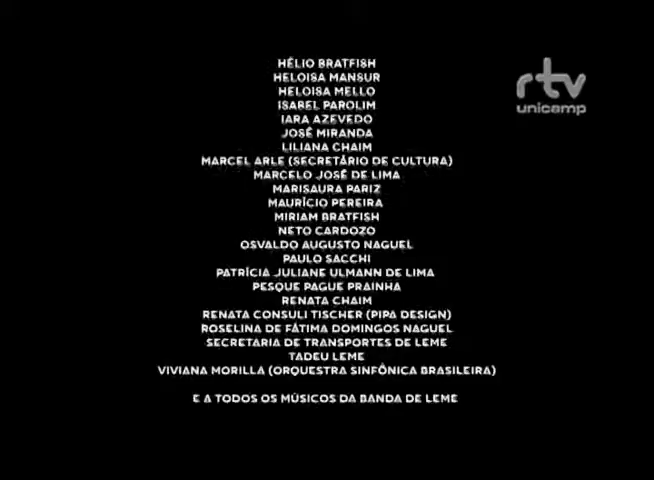 HÉLIO BRATFISH
HELOISA MANSUR
HELOISA MELLO
ISABEL PAROLIM
IARA AZEVEDO
JOSÉ MIRANDA
LILIANA CHAIM
MARCEL ARLE (SECRETÁRIO DE CULTURA)
MARCELO JOSÉ DE LIMA
MARISAURA PARIZ
MAURÍCIO PEREIRA
MIRIAM BRATFISH
NETO CARDOZO
OSVALDO AUGUSTO NAGUEL
PAULO SACCHI
PATRÍCIA JULIANE ULMANN DE LIMA
PESQUE PAGUE PRAINHA
RENATA CHAIM
RENATA CONSULI TISCHER (PIPA DESIGN)
ROSELINA DE FÁTIMA DOMINGOS NAGUEL
SECRETARIA DE TRANSPORTES DE LEME
TADEU LEME
VIVIANA MORILLA (ORQUESTRA SINFÔNICA BRASILEIRA)
E A TODOS OS MÚSICOS DA BANDA DE LEME
rtv
unicamp